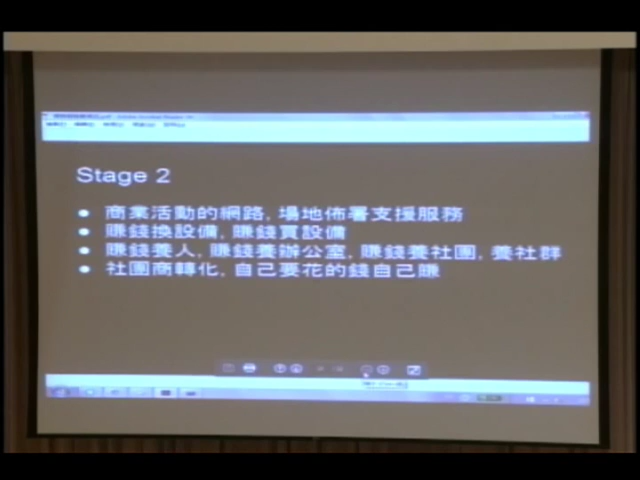 Stage 2
● 商業活動的網路, 場地佈署支援服務
● 賺錢換設備, 賺錢買設備
● 賺錢養人, 賺錢養辦公室, 賺錢養社團, 養社群
● 社團商轉化, 自己要花的錢自己賺